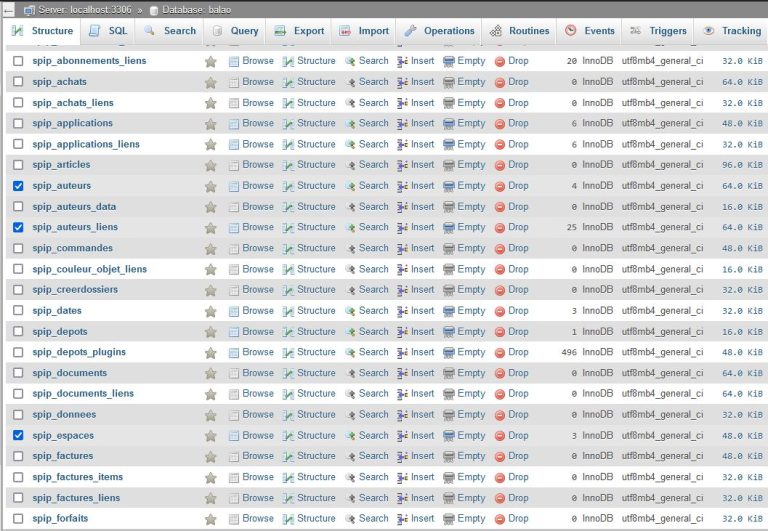 Server: localhost:3306 » Database: balao
Structure SQL Search Query Export Import Operations Routines Events Triggers Tracking
spip_abonnements_liens Browse Structure Search Insert Empty Drop 20 InnoDB utf8mb4_general_ci 32.0 KiB
spip_achats Browse Structure Search Insert Empty Drop 0 InnoDB utf8mb4_general_ci 64.0 KiB
spip_achats_liens Browse Structure Search Insert Empty Drop 0 InnoDB utf8mb4_general_ci 32.0 KiB
spip_applications Browse Structure Search Insert Empty Drop 6 InnoDB utf8mb4_general_ci 48.0 KiB
spip_applications_liens Browse Structure Search Insert Empty Drop 6 InnoDB utf8mb4_general_ci 32.0 KiB
spip_articles Browse Structure Search Insert Empty Drop 0 InnoDB utf8mb4_general_ci 96.0 KiB
spip_auteurs Browse Structure Search Insert Empty Drop 4 InnoDB utf8mb4_general_ci 64.0 KiB
spip_auteurs_data Browse Structure Search Insert Empty Drop 0 InnoDB utf8mb4_general_ci 16.0 KiB
spip_auteurs_liens Browse Structure Search Insert Empty Drop 25 InnoDB utf8mb4_general_ci 64.0 KiB
spip_commandes Browse Structure Search Insert Empty Drop 0 InnoDB utf8mb4_general_ci 48.0 KiB
spip_couleur_objet_liens Browse Structure Search Insert Empty Drop 0 InnoDB utf8mb4_general_ci 16.0 KiB
spip_creerdossiers Browse Structure Search Insert Empty Drop 0 InnoDB utf8mb4_general_ci 32.0 KiB
spip_dates Browse Structure Search Insert Empty Drop 3 InnoDB utf8mb4_general_ci 32.0 KiB
spip_depots Browse Structure Search Insert Empty Drop 1 InnoDB utf8mb4_general_ci 16.0 KiB
spip_depots_plugins Browse Structure Search Insert Empty Drop 496 InnoDB utf8mb4_general_ci 48.0 KiB
spip_documents Browse Structure Search Insert Empty Drop 0 InnoDB utf8mb4_general_ci 64.0 KiB
spip_documents_liens Browse Structure Search Insert Empty Drop 0 InnoDB utf8mb4_general_ci 64.0 KiB
spip_donnees Browse Structure Search Insert Empty Drop 0 InnoDB utf8mb4_general_ci 32.0 KiB
spip_espaces Browse Structure Search Insert Empty Drop 3 InnoDB utf8mb4_general_ci 48.0 KiB
spip_factures Browse Structure Search Insert Empty Drop 0 InnoDB utf8mb4_general_ci 48.0 KiB
spip_factures_items Browse Structure Search Insert Empty Drop 0 InnoDB utf8mb4_general_ci 32.0 KiB
spip_factures_liens Browse Structure Search Insert Empty Drop 0 InnoDB utf8mb4_general_ci 32.0 KiB
spip_forfaits Browse Structure Search Insert Empty Drop 0 InnoDB utf8mb4_general_ci 32.0 KiB